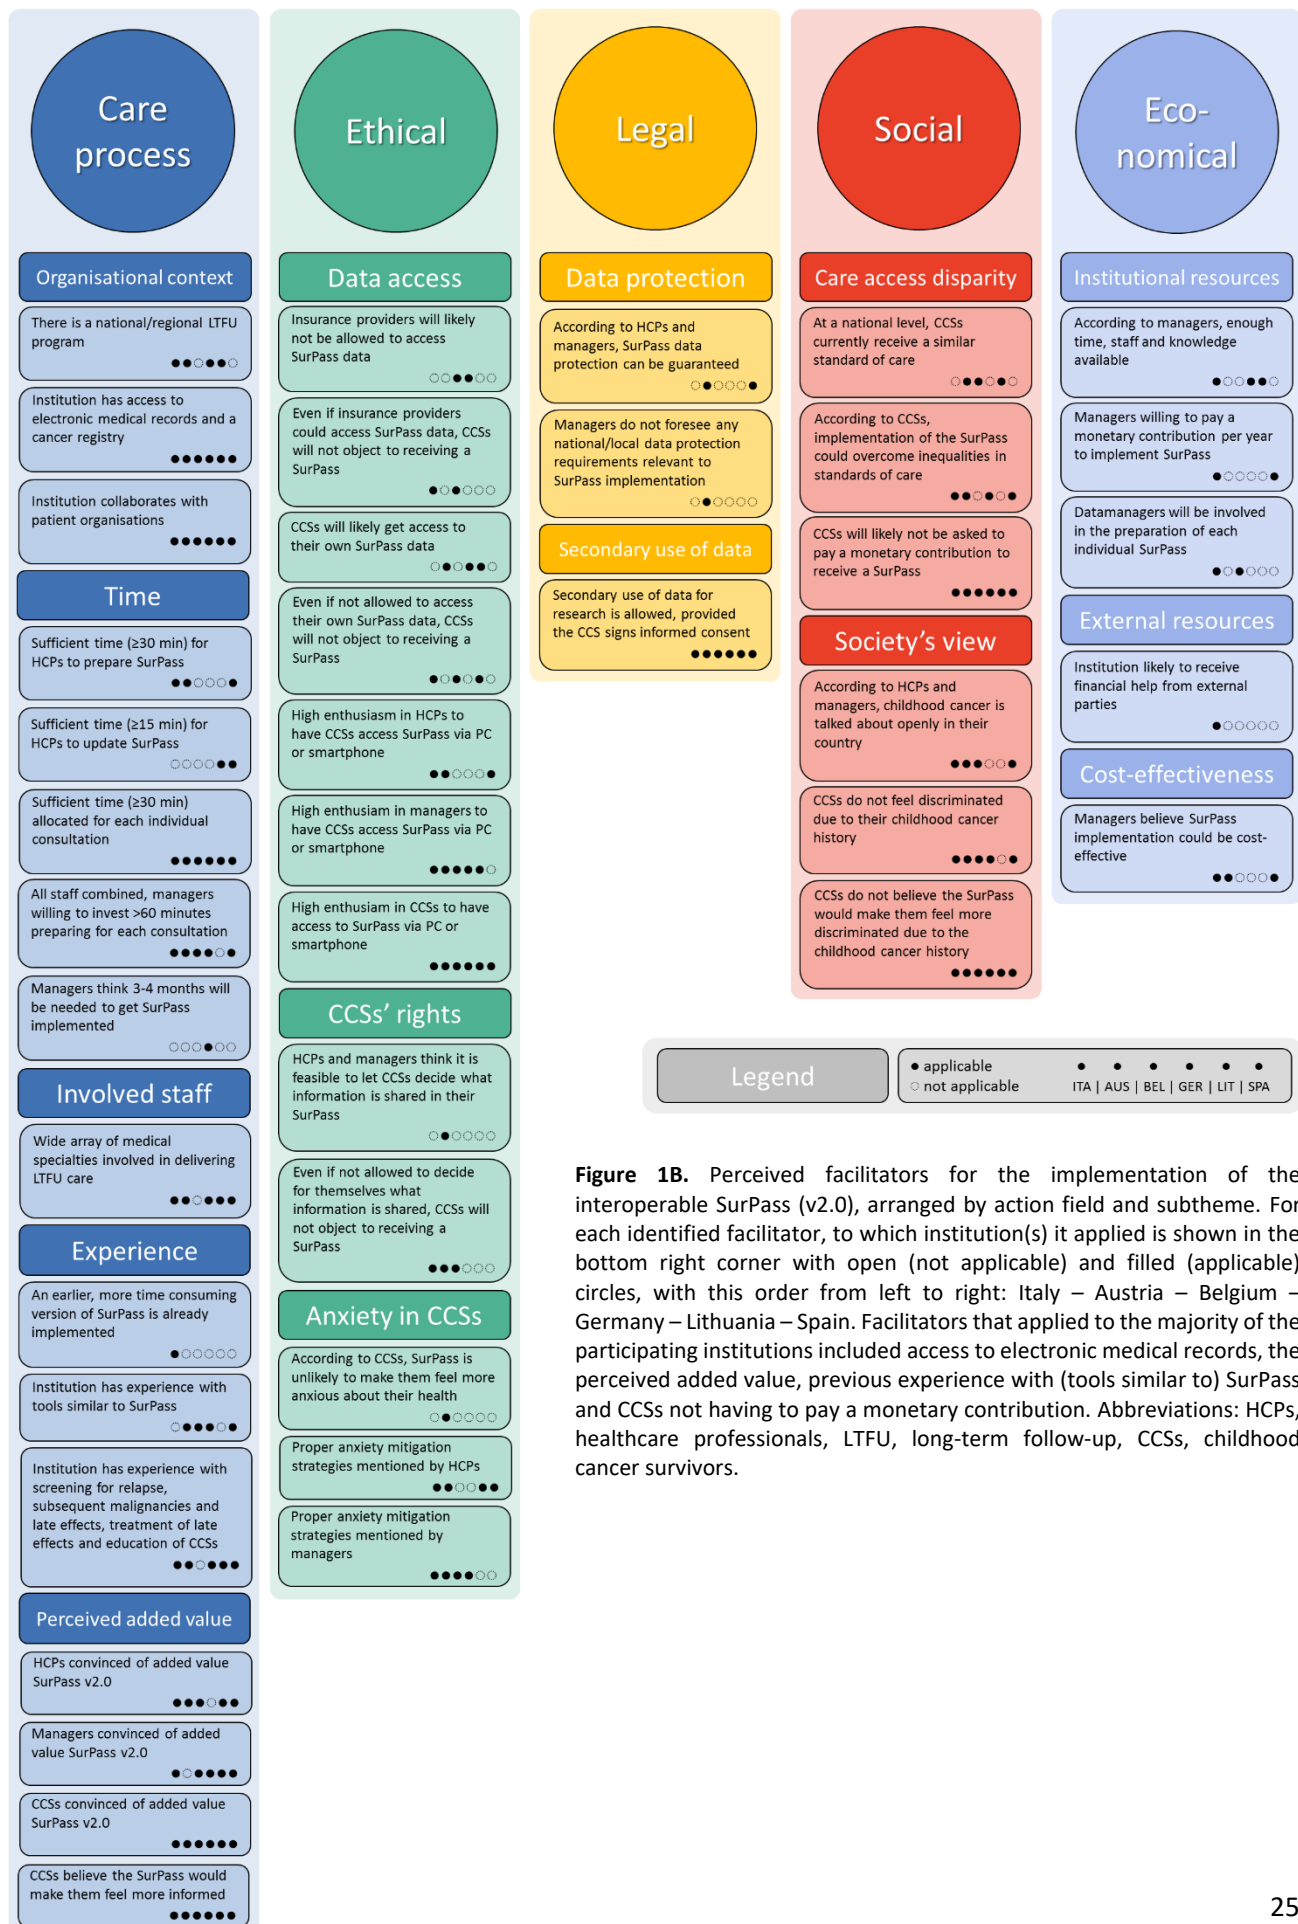 Care
process
Organisational context
There is a national/regional LTFU
program
●●○●●○
Institution has access to
electronic medical records and a
cancer registry
●●●●●●
Institution collaborates with
patient organisations
●●●●●●
Time
Sufficient time (≥30 min) for
HCPs to prepare SurPass
●●○○○●
Sufficient time (≥15 min) for
HCPs to update SurPass
○○○○●●
Sufficient time (≥30 min)
allocated for each individual
consultation
●●●●●●
All staff combined, managers
willing to invest >60 minutes
preparing for each consultation
●●●●○●
Managers think 3-4 months will
be needed to get SurPass
implemented
○○○●○○
Involved staff
Wide array of medical
specialties involved in delivering
LTFU care
●●○●●●
Experience
An earlier, more time consuming
version of SurPass is already
implemented
●○○○○○
Institution has experience with
tools similar to SurPass
○●●●○●
Institution has experience with
screening for relapse,
subsequent malignancies and
late effects, treatment of late
effects and education of CCSs
●●○●●●
Perceived added value
HCPs convinced of added value
SurPass v2.0
●●●○●●
Managers convinced of added
value SurPass v2.0
●○●●●●
CCSs convinced of added value
SurPass v2.0
●●●●●●
CCSs believe the SurPass would
make them feel more informed
●●●●●●
Ethical
Data access
Insurance providers will likely
not be allowed to access
SurPass data
○○●●○○
Even if insurance providers
could access SurPass data, CCSs
will not object to receiving a
SurPass
●○●○○○
CCSs will likely get access to
their own SurPass data
○●○●●○
Even if not allowed to access
their own SurPass data, CCSs
will not object to receiving a
SurPass
●○●○●○
High enthusiasm in HCPs to
have CCSs access SurPass via PC
or smartphone
●●○○○●
High enthusiam in managers to
have CCSs access SurPass via PC
or smartphone
●●●●●○
High enthusiam in CCSs to have
access to SurPass via PC or
smartphone
●●●●●●
CCSs’ rights
HCPs and managers think it is
feasible to let CCSs decide what
information is shared in their
SurPass
○●○○○○
Even if not allowed to decide
for themselves what
information is shared, CCSs will
not object to receiving a
SurPass
●●●○○○
Anxiety in CCSs
According to CCSs, SurPass is
unlikely to make them feel more
anxious about their health
○●○○○○
Proper anxiety mitigation
strategies mentioned by HCPs
●●○○●●
Proper anxiety mitigation
strategies mentioned by
managers
●●●●○○
Legal
Data protection
According to HCPs and
managers, SurPass data
protection can be guaranteed
○●○○○●
Managers do not foresee any
national/local data protection
requirements relevant to
SurPass implementation
○●○○○○
Secondary use of data
Secondary use of data for
research is allowed, provided
the CCS signs informed consent
●●●●●●
Social
Care access disparity
At a national level, CCSs
currently receive a similar
standard of care
○●●○●○
According to CCSs,
implementation of the SurPass
could overcome inequalities in
standards of care
●●○●○●
CCSs will likely not be asked to
pay a monetary contribution to
receive a SurPass
●●●●●●
Society’s view
According to HCPs and
managers, childhood cancer is
talked about openly in their
country
●●●○○●
CCSs do not feel discriminated
due to their childhood cancer
history
●●●●○●
CCSs do not believe the SurPass
would make them feel more
discriminated due to the
childhood cancer history
●●●●●●
Eco-
nomical
Institutional resources
According to managers, enough
time, staff and knowledge
available
●○○●●○
Managers willing to pay a
monetary contribution per year
to implement SurPass
●○○○○●
Datamanagers will be involved
in the preparation of each
individual SurPass
●○●○○○
External resources
Institution likely to receive
financial help from external
parties
●○○○○○
Cost-effectiveness
Managers believe SurPass
implementation could be cost-
effective
●●○○○●
Legend
● applicable
○ not applicable
● ● ● ● ● ●
ITA | AUS | BEL | GER | LIT | SPA
Figure 1B. Perceived facilitators for the implementation of the
interoperable SurPass (v2.0), arranged by action field and subtheme. For
each identified facilitator, to which institution(s) it applied is shown in the
bottom right corner with open (not applicable) and filled (applicable)
circles, with this order from left to right: Italy – Austria – Belgium –
Germany – Lithuania – Spain. Facilitators that applied to the majority of the
participating institutions included access to electronic medical records, the
perceived added value, previous experience with (tools similar to) SurPass
and CCSs not having to pay a monetary contribution. Abbreviations: HCPs,
healthcare professionals, LTFU, long-term follow-up, CCSs, childhood
cancer survivors.
25